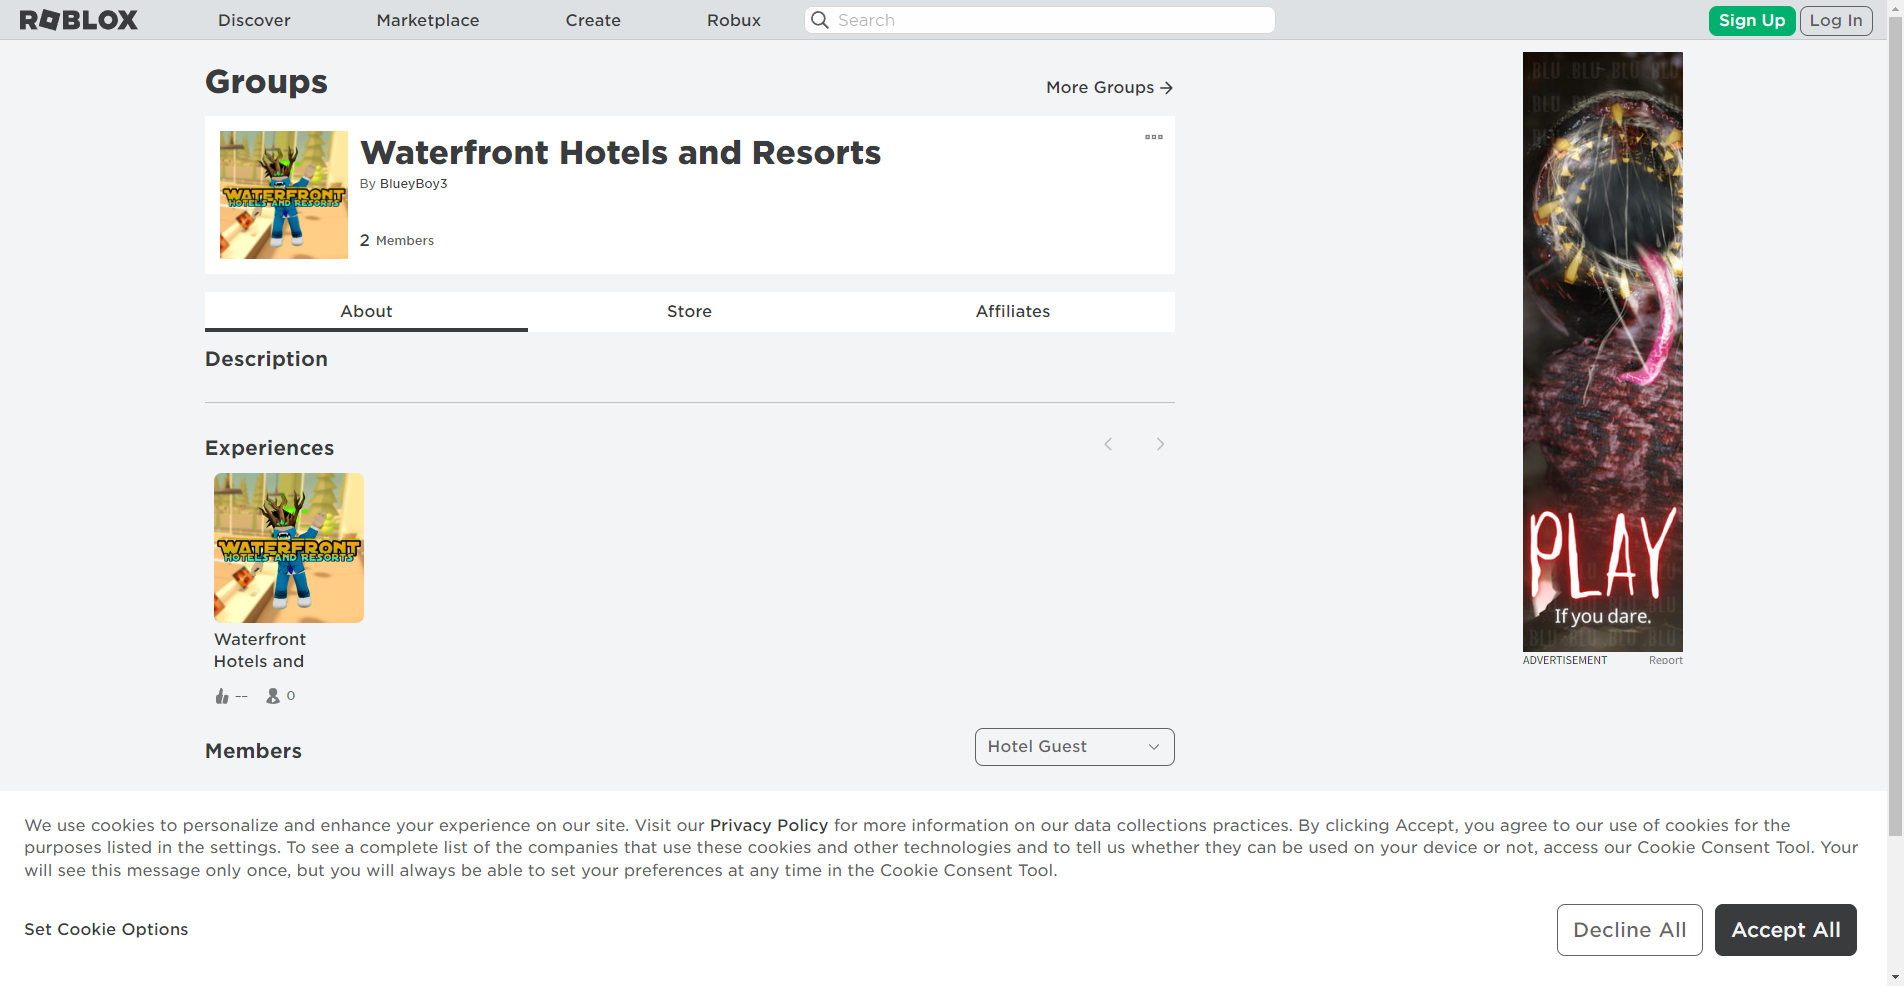 ROBLOX
Discover
Marketplace
Create
Robux
Search
Sign Up
Log In
Groups
More Groups →
WATERFRONT
HOTELS AND RESORTS
Waterfront Hotels and Resorts
By BlueyBoy3
2 Members
About
Store
Affiliates
Description
Experiences
WATERFRONT
HOTELS AND RESORTS
Waterfront
Hotels and
--
0
Members
Hotel Guest
BLU BLU BLU BLU
PLAY
If you dare.
BLU BLU BLU BLU
ADVERTISEMENT
Report
We use cookies to personalize and enhance your experience on our site. Visit our Privacy Policy for more information on our data collections practices. By clicking Accept, you agree to our use of cookies for the
purposes listed in the settings. To see a complete list of the companies that use these cookies and other technologies and to tell us whether they can be used on your device or not, access our Cookie Consent Tool. Your
will see this message only once, but you will always be able to set your preferences at any time in the Cookie Consent Tool.
Set Cookie Options
Decline All
Accept All